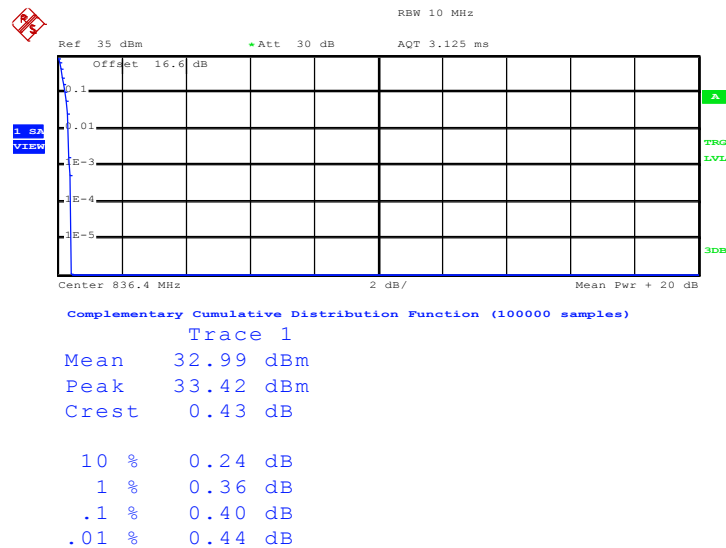 RBW 10 MHz
Ref 35 dBm * Att 30 dB AQT 3.125 ms
Offset 16.6 dB
0.1
A
0.01
1 SA
VIEW
TRG
LVL
1E-3
1E-4
1E-5
3DB
Center 836.4 MHz 2 dB/ Mean Pwr + 20 dB
Complementary Cumulative Distribution Function (100000 samples)
Trace 1
Mean 32.99 dBm
Peak 33.42 dBm
Crest 0.43 dB
10 % 0.24 dB
1 % 0.36 dB
.1 % 0.40 dB
.01 % 0.44 dB